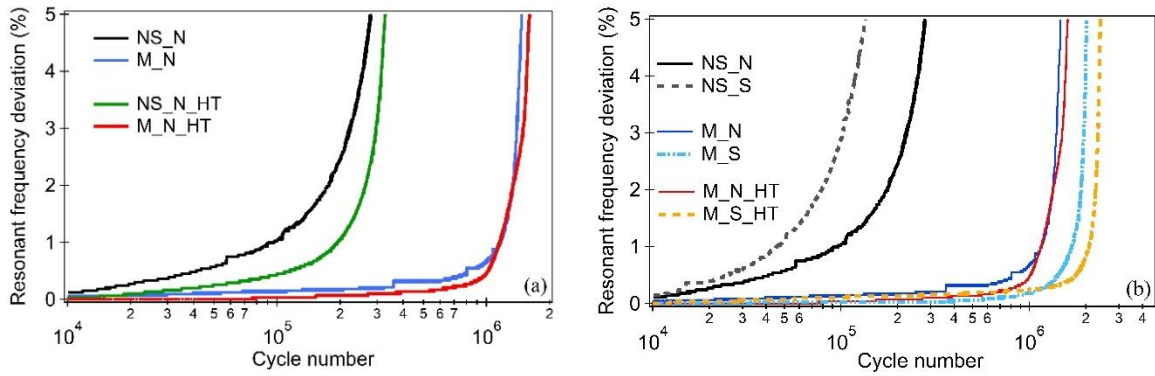 Resonant frequency deviation (%)
5
4
3
2
1
0
NS_N
M_N
NS_N_HT
M_N_HT
(a)
10^4 2 3 4 5 6 7 10^5 2 3 4 5 6 7 10^6 2
Cycle number
Resonant frequency deviation (%)
5
4
3
2
1
0
NS_N
NS_S
M_N
M_S
M_N_HT
M_S_HT
(b)
10^4 2 3 4 5 6 10^5 2 3 4 5 6 10^6 2 3 4
Cycle number